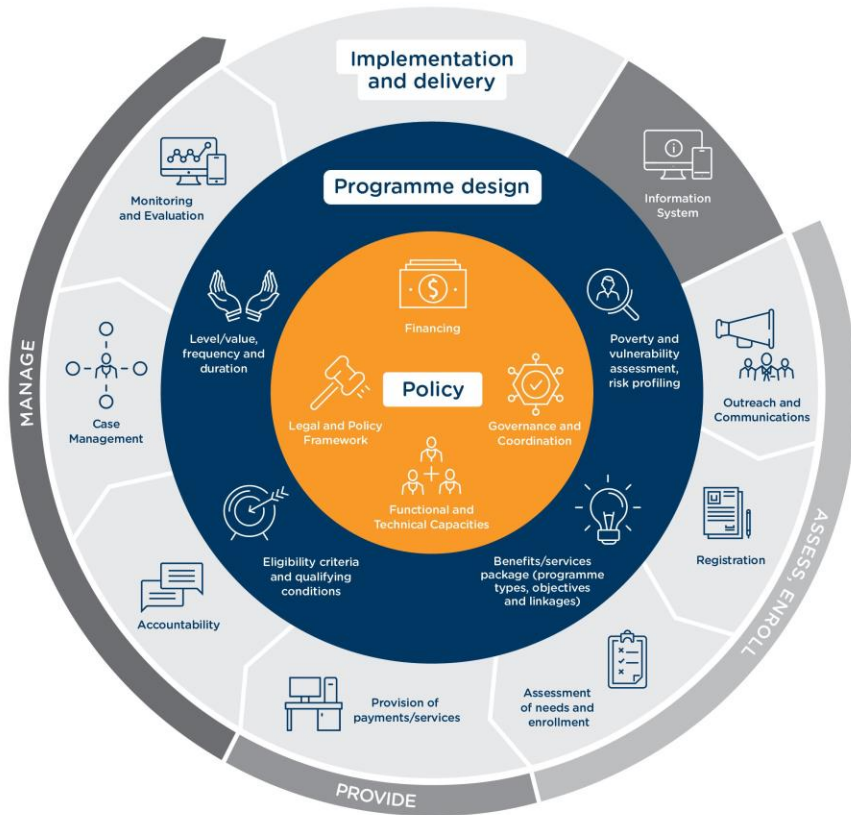 Implementation
and delivery
Information
System
Outreach and
Communications
Registration
Assessment
of needs and
enrollment
Provision of
payments/services
Accountability
Case
Management
Monitoring
and Evaluation
Programme design
Poverty and
vulnerability
assessment,
risk profiling
Benefits/services
package (programme
types, objectives
and linkages)
Eligibility criteria
and qualifying
conditions
Level/value,
frequency and
duration
Policy
$
Financing
Governance and
Coordination
Functional and
Technical Capacities
Legal and Policy
Framework
ASSESS, ENROLL
PROVIDE
MANAGE